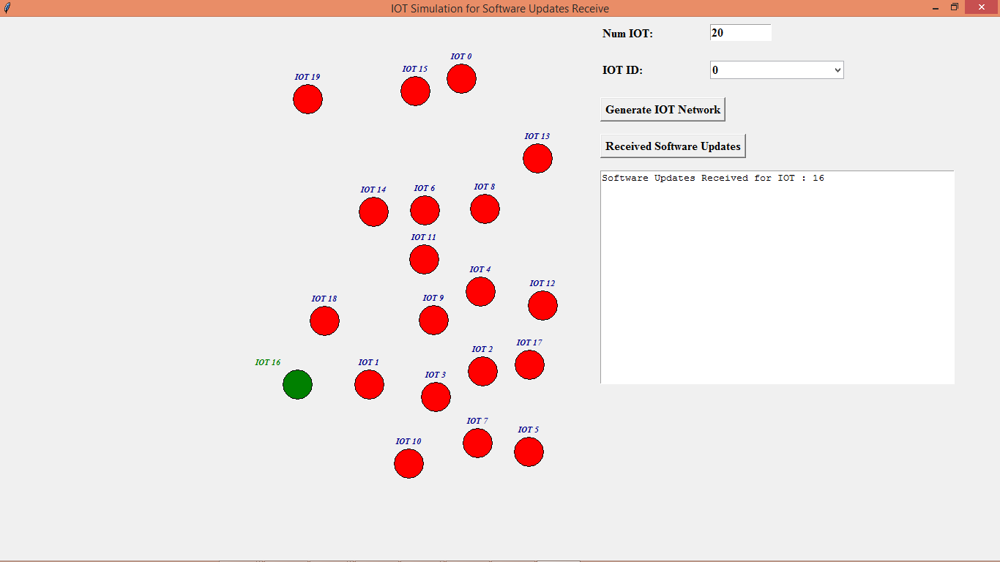 IOT Simulation for Software Updates Receive
Num IOT: 20
IOT ID: 0
Generate IOT Network
Received Software Updates
Software Updates Received for IOT : 16
IOT 0
IOT 15
IOT 19
IOT 13
IOT 14
IOT 6
IOT 8
IOT 11
IOT 4
IOT 12
IOT 18
IOT 9
IOT 17
IOT 2
IOT 16
IOT 1
IOT 3
IOT 7
IOT 5
IOT 10